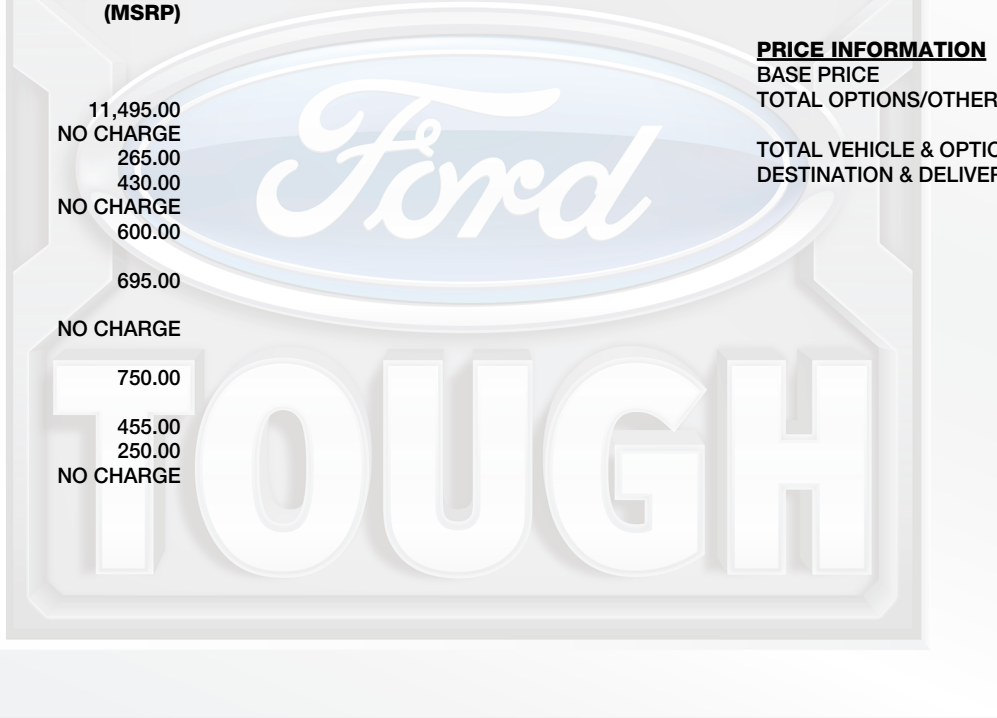 (MSRP)
11,495.00
NO CHARGE
265.00
430.00
NO CHARGE
600.00
695.00
NO CHARGE
750.00
455.00
250.00
NO CHARGE
PRICE INFORMATION
BASE PRICE
TOTAL OPTIONS/OTHER
TOTAL VEHICLE & OPTIO
DESTINATION & DELIVER
Ford
TOUGH